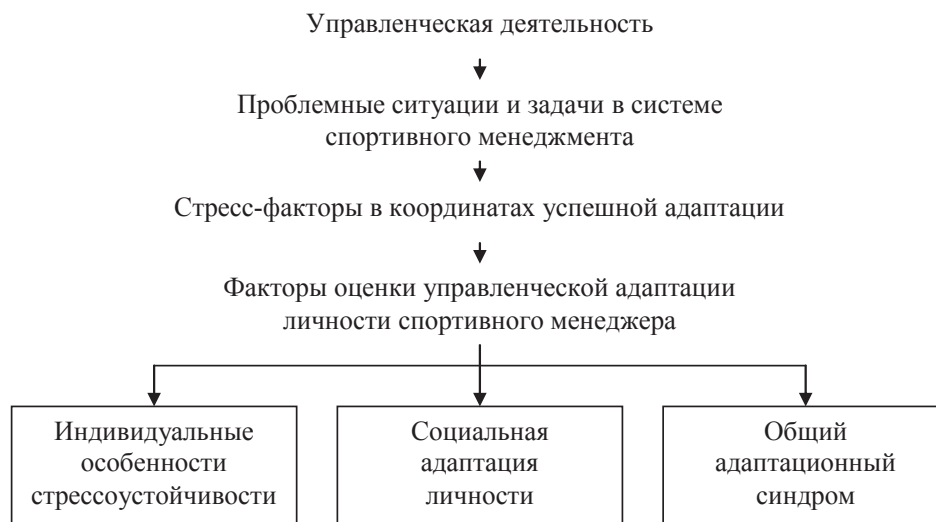 Управленческая деятельность
Проблемные ситуации и задачи в системе
спортивного менеджмента
Стресс-факторы в координатах успешной адаптации
Факторы оценки управленческой адаптации
личности спортивного менеджера
Индивидуальные
особенности
стрессоустойчивости
Социальная
адаптация
личности
Общий
адаптационный
синдром